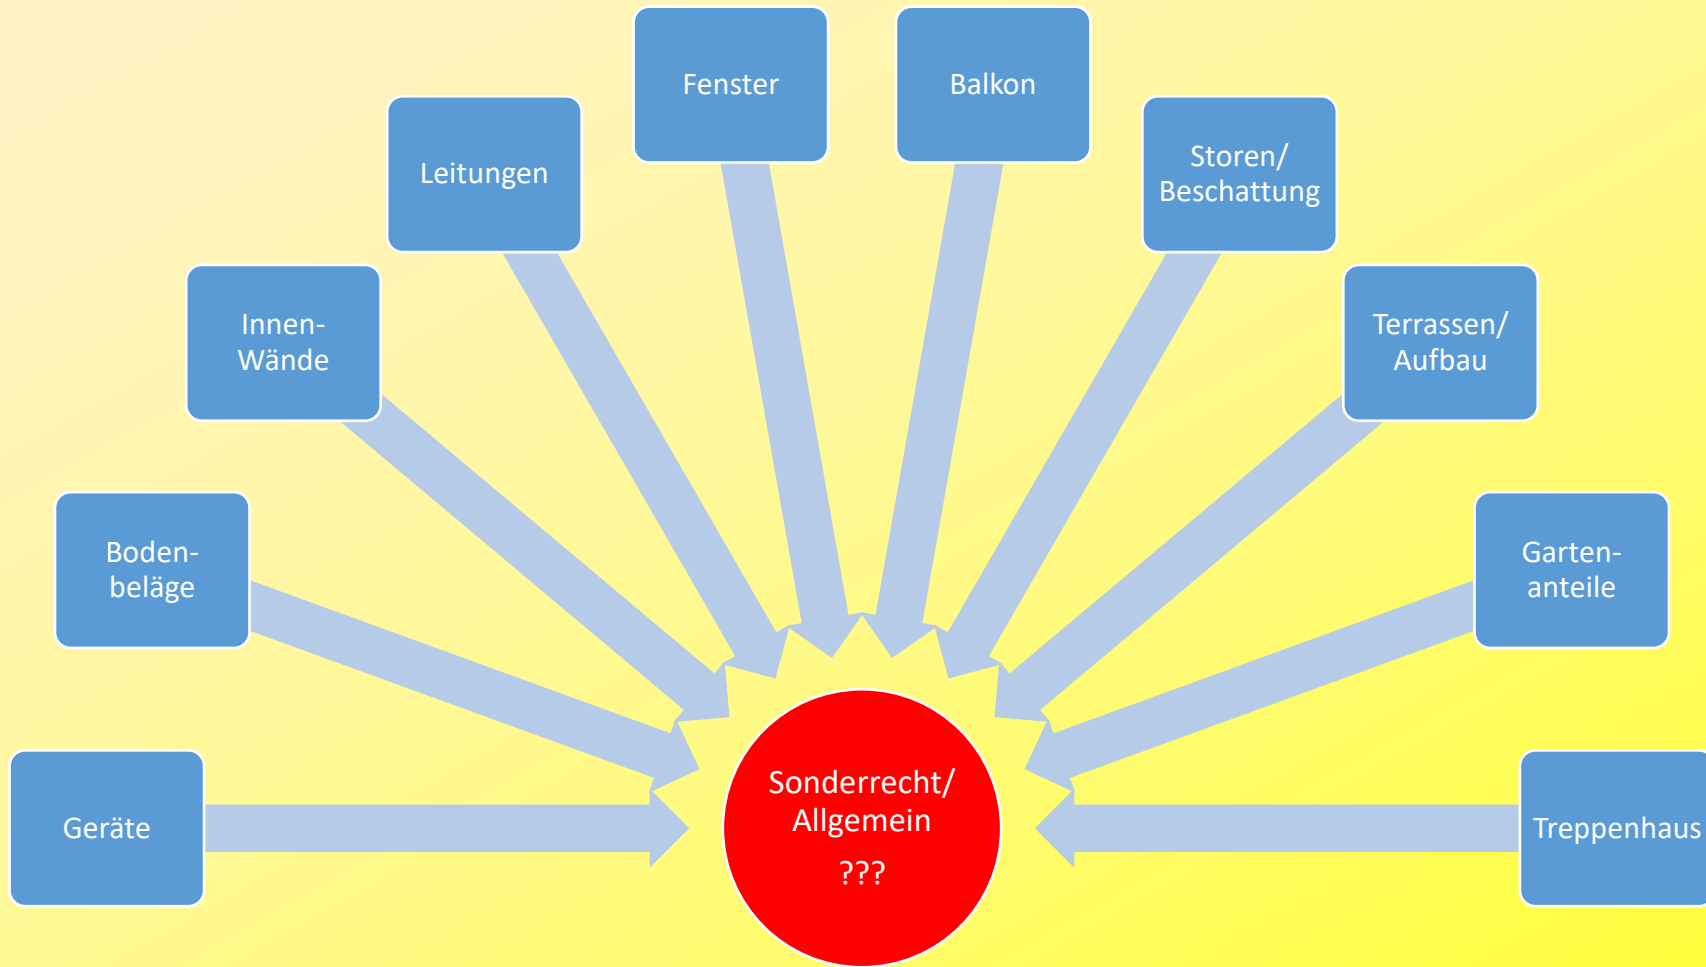 Fenster
Balkon
Leitungen
Storen/
Beschattung
Innen-
Wände
Terrassen/
Aufbau
Boden-
beläge
Garten-
anteile
Geräte
Sonderrecht/
Allgemein
???
Treppenhaus